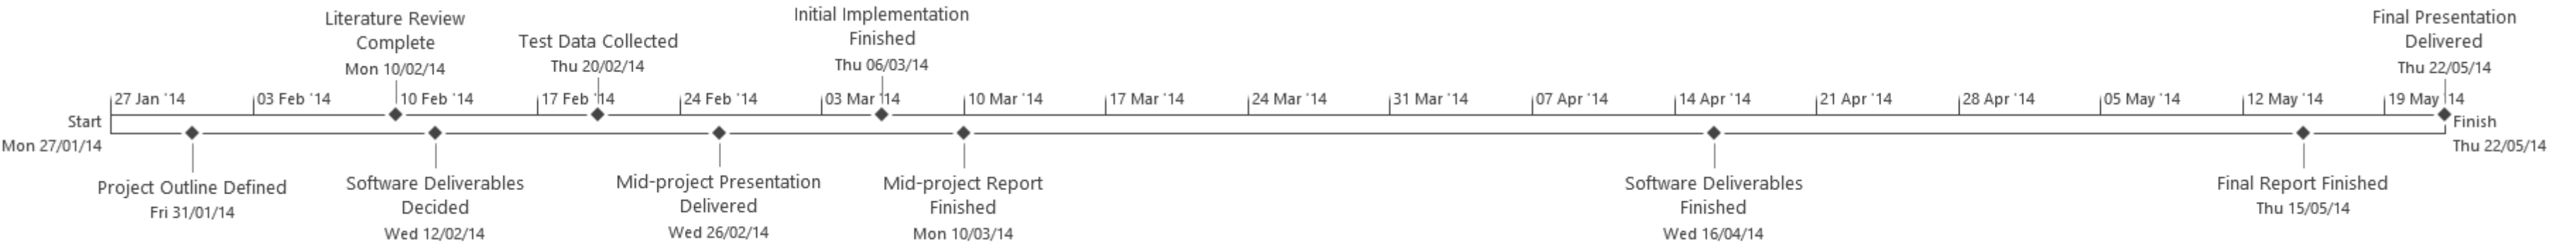 Literature Review
Complete
Mon 10/02/14
Test Data Collected
Thu 20/02/14
Initial Implementation
Finished
Thu 06/03/14
Final Presentation
Delivered
Thu 22/05/14
27 Jan '14
03 Feb '14
10 Feb '14
17 Feb '14
24 Feb '14
03 Mar '14
10 Mar '14
17 Mar '14
24 Mar '14
31 Mar '14
07 Apr '14
14 Apr '14
21 Apr '14
28 Apr '14
05 May '14
12 May '14
19 May '14
Start
Mon 27/01/14
Finish
Thu 22/05/14
Project Outline Defined
Fri 31/01/14
Software Deliverables
Decided
Wed 12/02/14
Mid-project Presentation
Delivered
Wed 26/02/14
Mid-project Report
Finished
Mon 10/03/14
Software Deliverables
Finished
Wed 16/04/14
Final Report Finished
Thu 15/05/14